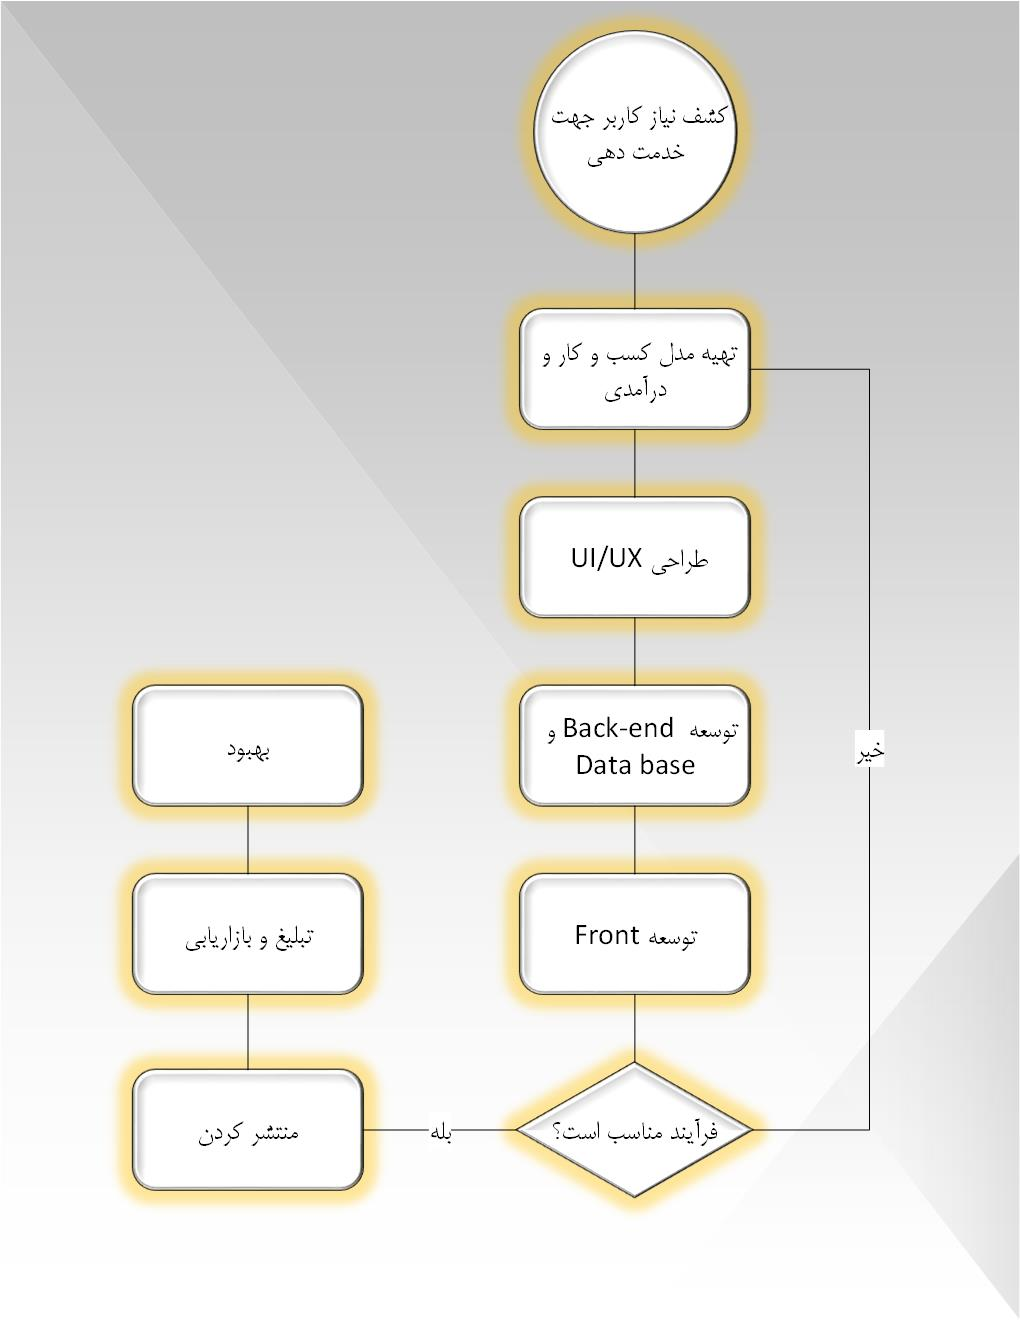 کشف نیاز کاربر جهت
خدمت دهی
تهیه مدل کسب و کار و
درآمدی
طراحی UI/UX
توسعه Back-end و
Data base
توسعه Front
فرآیند مناسب است؟
خیر
بله
منتشر کردن
تبلیغ و بازاریابی
بهبود